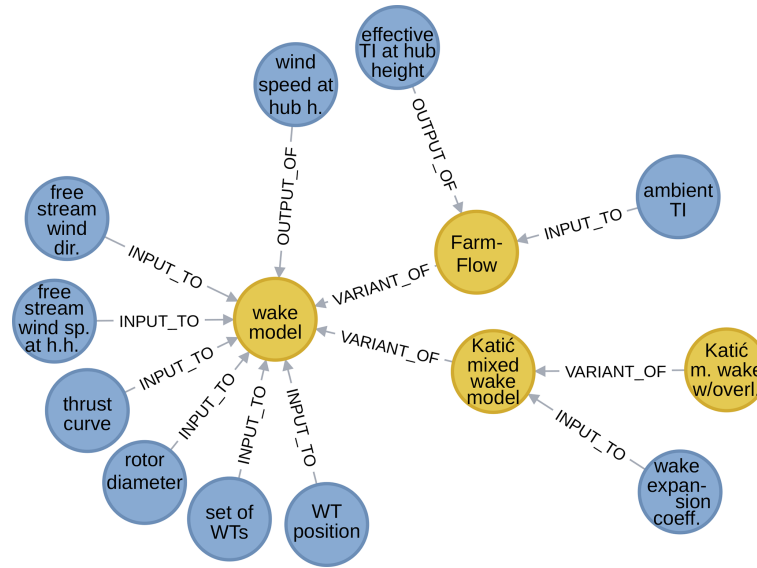 effective
TI at hub
height
wind
speed at
hub h.
OUTPUT_OF
OUTPUT_OF
ambient
TI
INPUT_TO
Farm-
Flow
free
stream
wind
dir.
INPUT_TO
VARIANT_OF
free
stream
wind sp.
at h.h.
INPUT_TO
wake
model
VARIANT_OF
Katić
mixed
wake
model
VARIANT_OF
Katić
m. wake
w/overl.
INPUT_TO
thrust
curve
INPUT_TO
rotor
diameter
INPUT_TO
set of
WTs
INPUT_TO
WT
position
INPUT_TO
wake
expan-
sion
coeff.